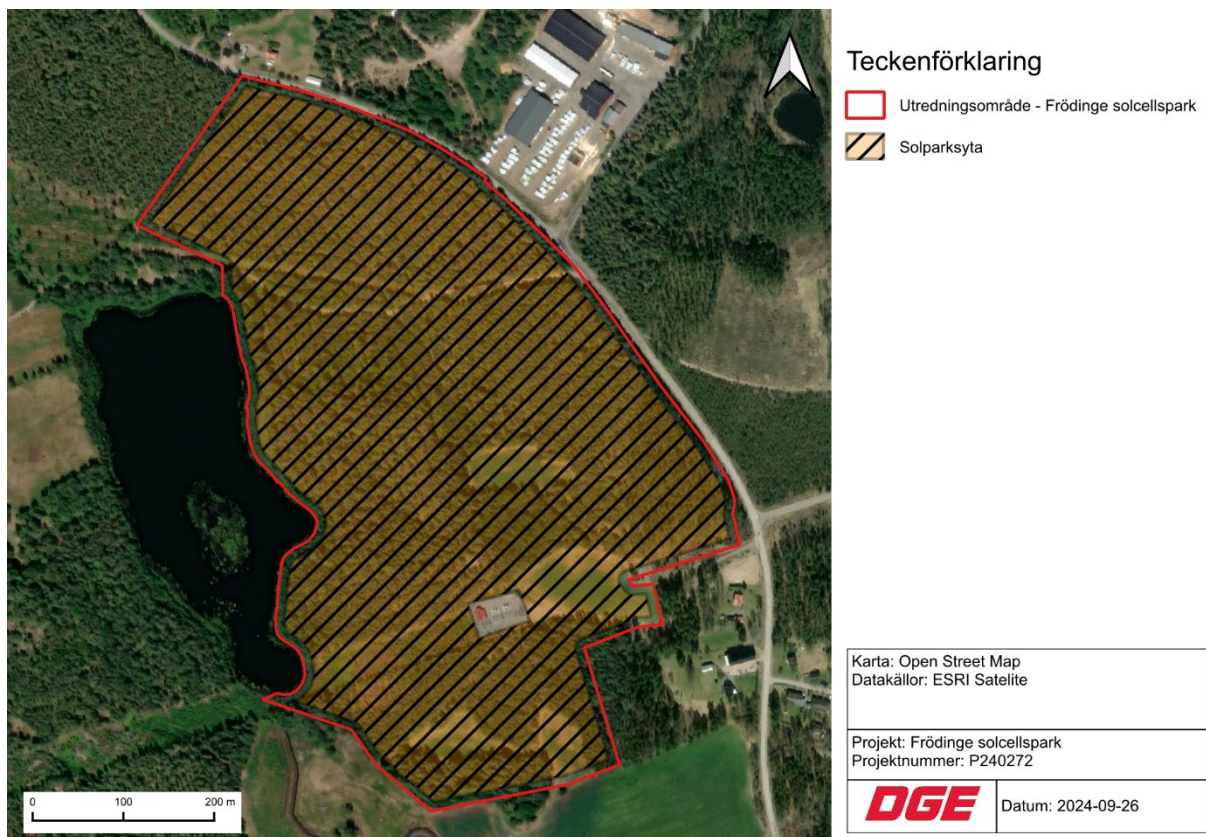 Teckenförklaring
Utredningsområde - Frödinge solcellspark
Solparksyta
0 100 200 m
Karta: Open Street Map
Datakällor: ESRI Satelite
Projekt: Frödinge solcellspark
Projektnummer: P240272
DGE
Datum: 2024-09-26